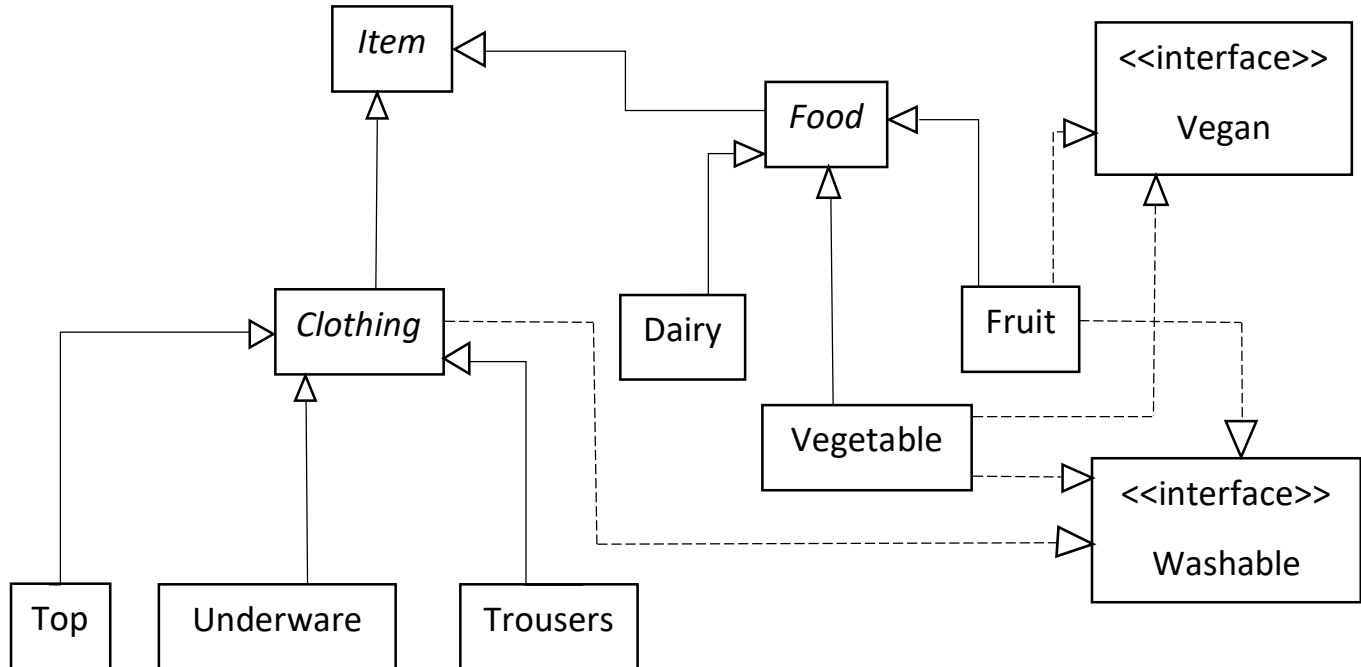 Item
Food
<<interface>>
Vegan
Clothing
Dairy
Fruit
Vegetable
<<interface>>
Washable
Top
Underware
Trousers